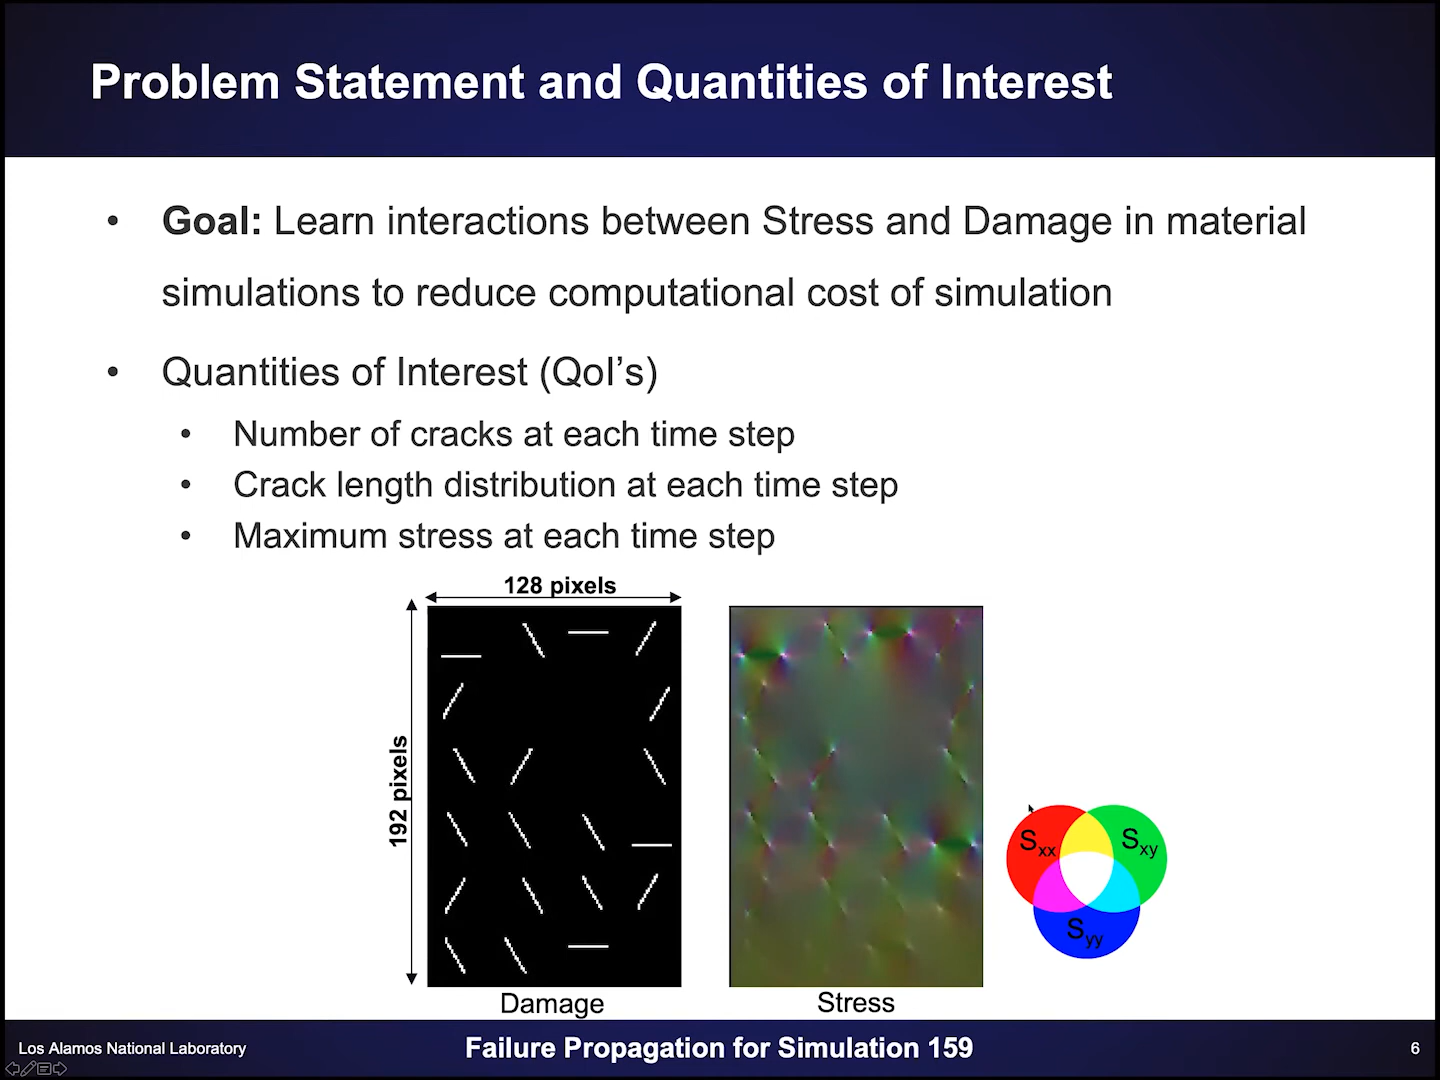 Problem Statement and Quantities of Interest
• Goal: Learn interactions between Stress and Damage in material
simulations to reduce computational cost of simulation
• Quantities of Interest (QoI’s)
• Number of cracks at each time step
• Crack length distribution at each time step
• Maximum stress at each time step
128 pixels
192 pixels
Sxx
Sxy
Syy
Damage
Stress
Los Alamos National Laboratory
Failure Propagation for Simulation 159
6